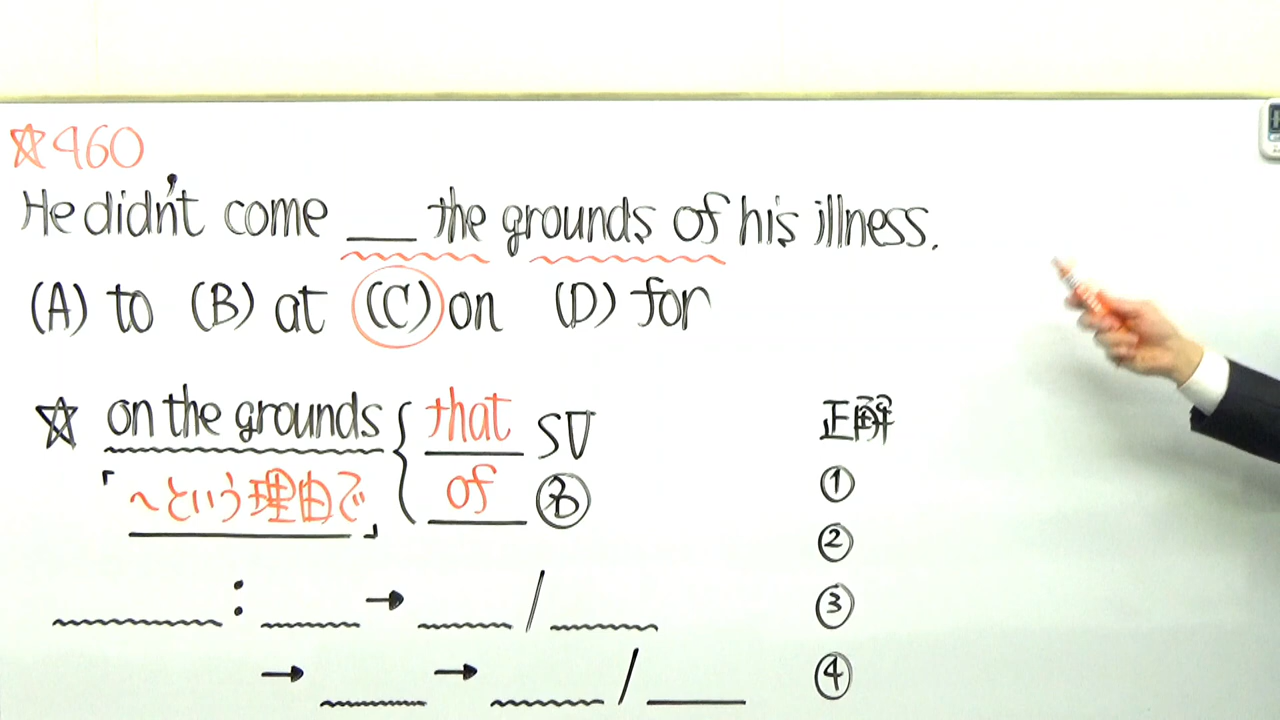 ☆460
He didn't come ___ the grounds of his illness.
(A) to (B) at (C) on (D) for
☆ on the grounds { that SV
「~という理由で」 of 名
: → /
→ → /
正解
①
②
③
④